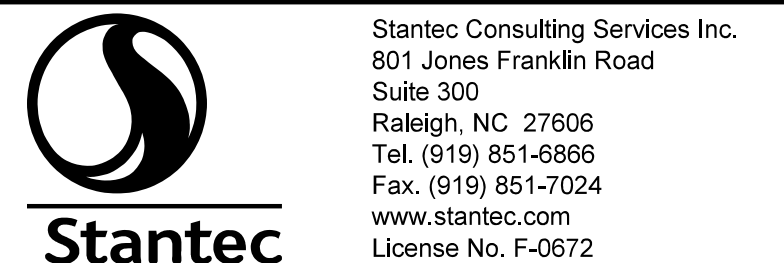 Stantec
Stantec Consulting Services Inc.
801 Jones Franklin Road
Suite 300
Raleigh, NC  27606
Tel. (919) 851-6866
Fax. (919) 851-7024
www.stantec.com
License No. F-0672